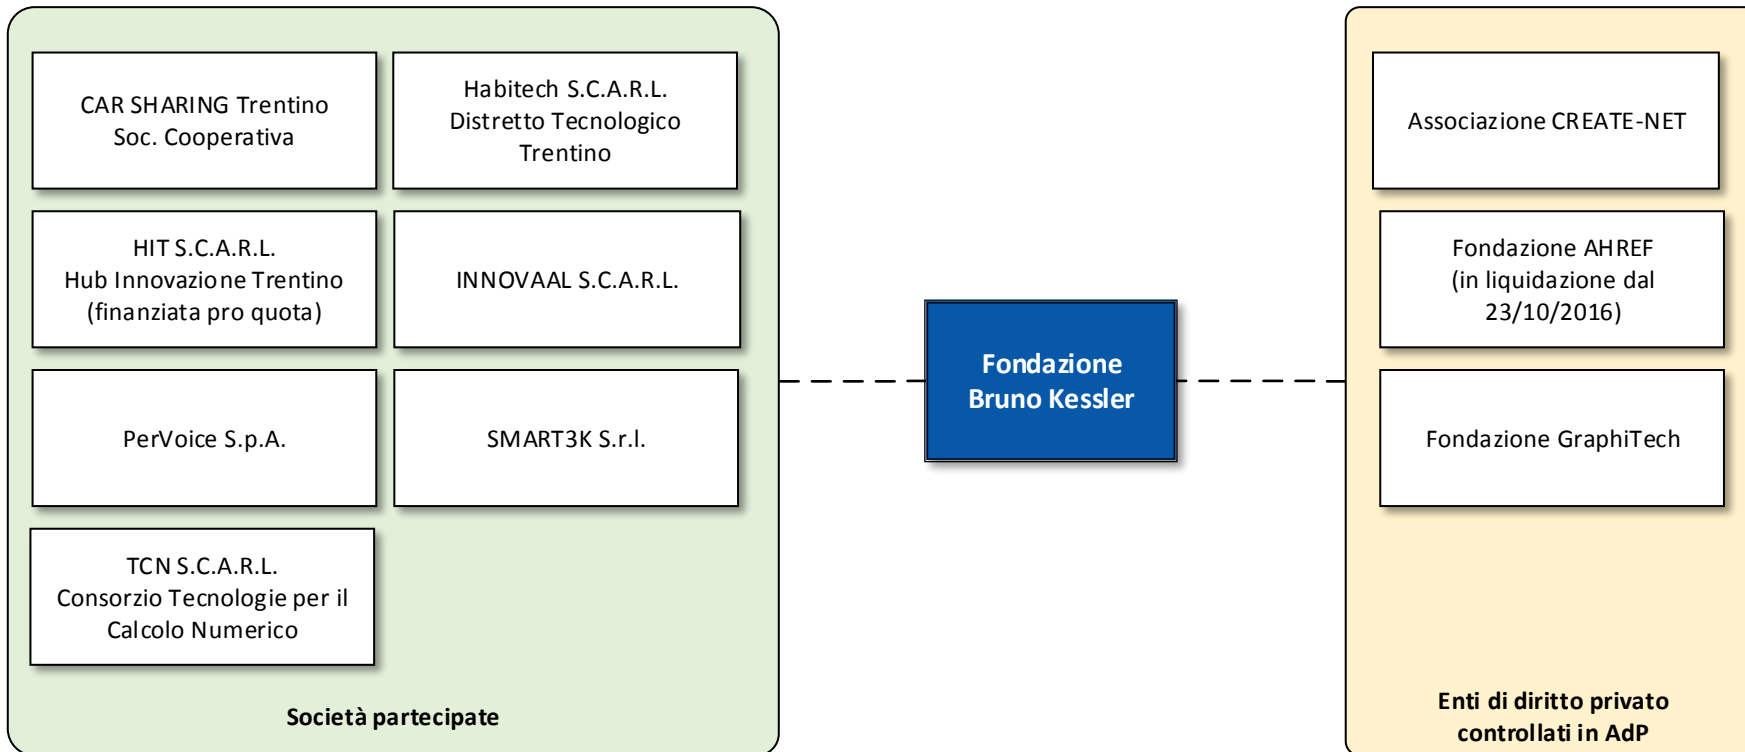 CAR SHARING Trentino
Soc. Cooperativa
Habitech S.C.A.R.L.
Distretto Tecnologico
Trentino
HIT S.C.A.R.L.
Hub Innovazione Trentino
(finanziata pro quota)
INNOVAAL S.C.A.R.L.
PerVoice S.p.A.
SMART3K S.r.l.
TCN S.C.A.R.L.
Consorzio Tecnologie per il
Calcolo Numerico
Società partecipate
Fondazione
Bruno Kessler
Associazione CREATE-NET
Fondazione AHREF
(in liquidazione dal
23/10/2016)
Fondazione GraphiTech
Enti di diritto privato
controllati in AdP